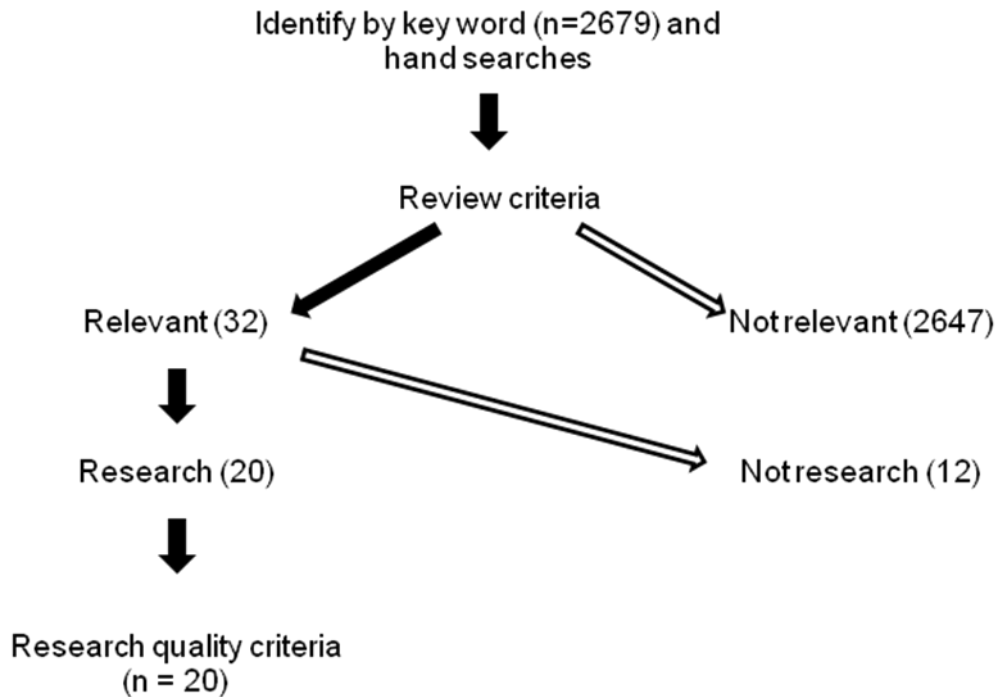 Identify by key word (n=2679) and
hand searches
Review criteria
Relevant (32)
Not relevant (2647)
Research (20)
Not research (12)
Research quality criteria
(n = 20)